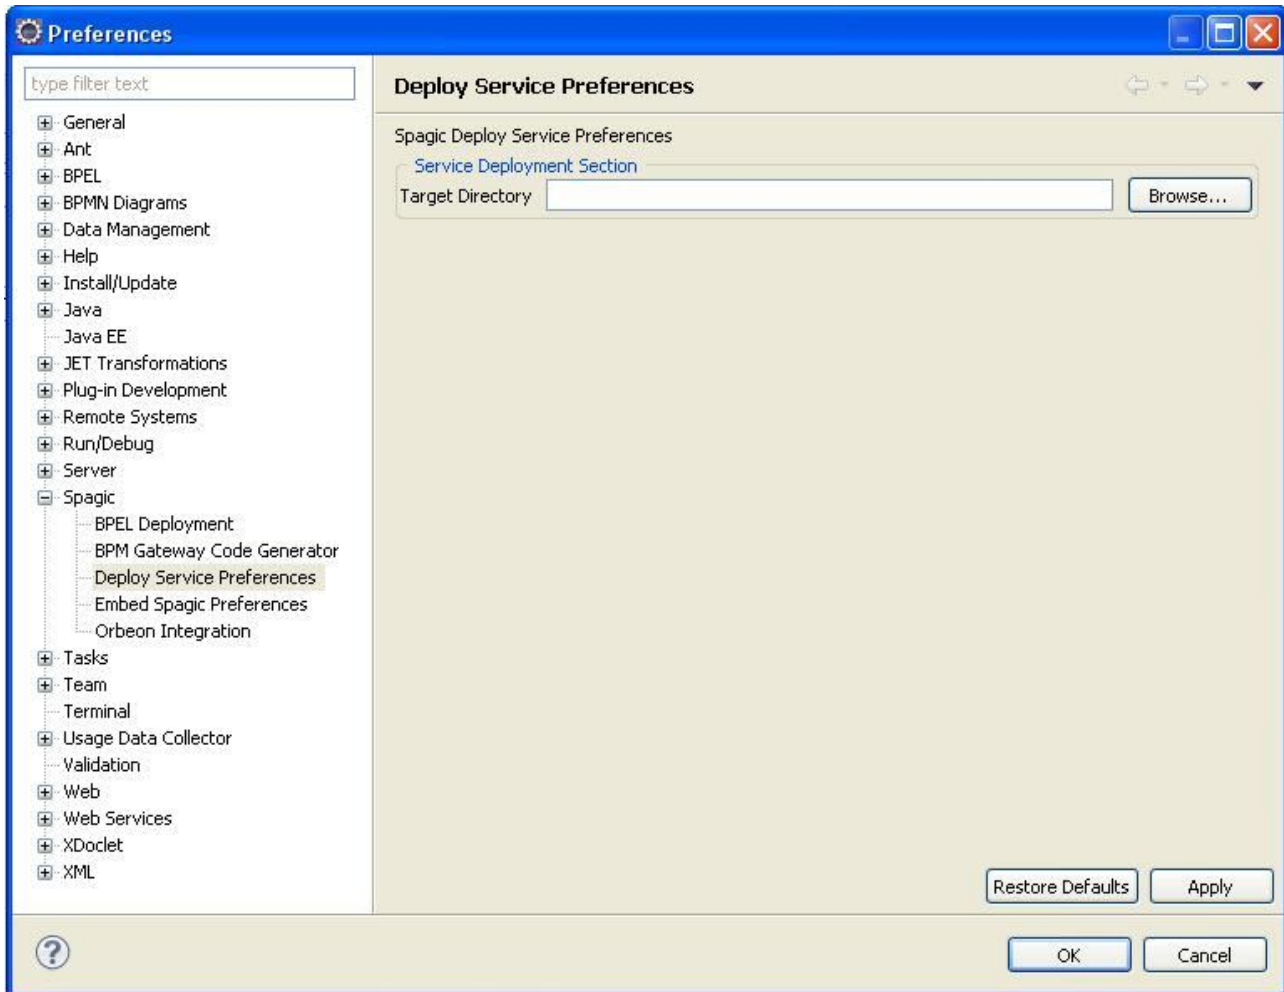 Preferences
type filter text
General
Ant
BPEL
BPMN Diagrams
Data Management
Help
Install/Update
Java
Java EE
JET Transformations
Plug-in Development
Remote Systems
Run/Debug
Server
Spagic
BPEL Deployment
BPM Gateway Code Generator
Deploy Service Preferences
Embed Spagic Preferences
Orbeon Integration
Tasks
Team
Terminal
Usage Data Collector
Validation
Web
Web Services
XDoclet
XML
Deploy Service Preferences
Spagic Deploy Service Preferences
Service Deployment Section
Target Directory
Browse...
Restore Defaults
Apply
?
OK
Cancel